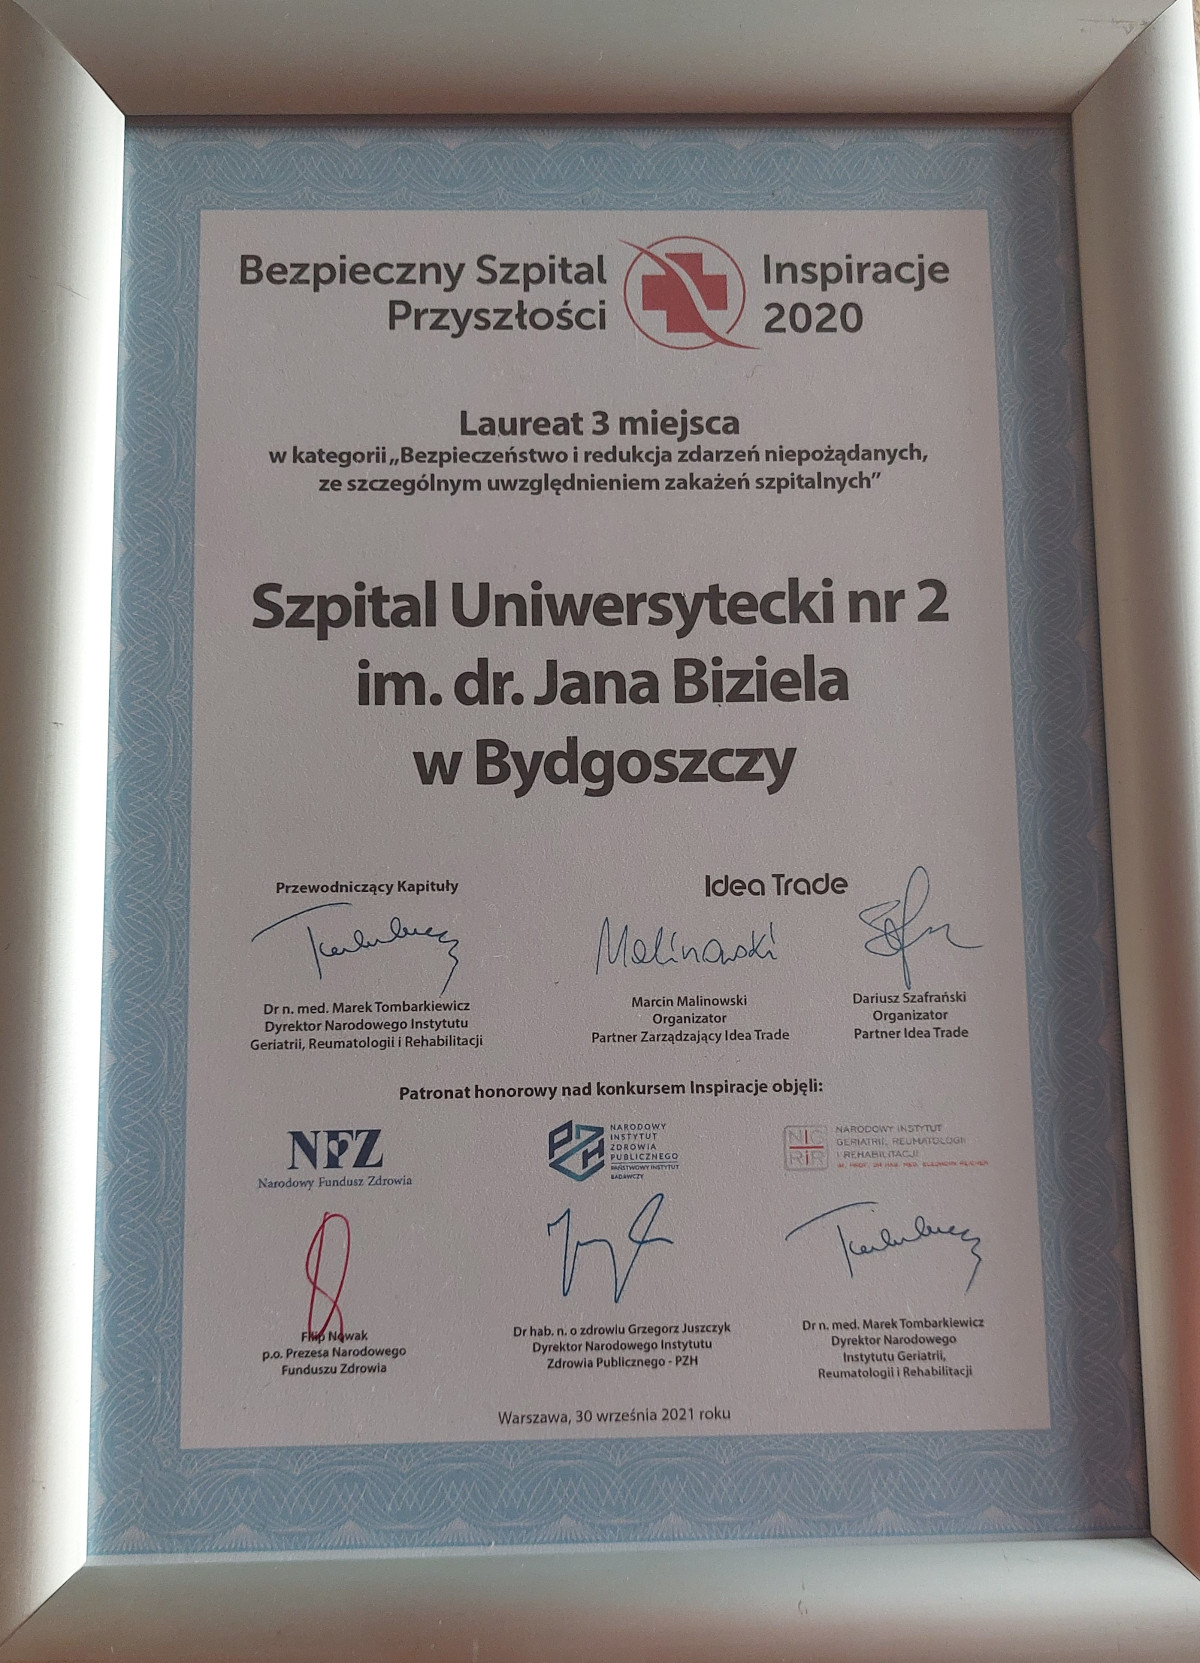 Bezpieczny Szpital
Przyszłości
Inspiracje
2020
Laureat 3 miejsca
w kategorii „Bezpieczeństwo i redukcja zdarzeń niepożądanych,
ze szczególnym uwzględnieniem zakażeń szpitalnych”
Szpital Uniwersytecki nr 2
im. dr. Jana Biziela
w Bydgoszczy
Przewodniczący Kapituły
Dr n. med. Marek Tombarkiewicz
Dyrektor Narodowego Instytutu
Geriatrii, Reumatologii i Rehabilitacji
Idea Trade
Malinowski
Marcin Malinowski
Organizator
Partner Zarządzający Idea Trade
Dariusz Szafrański
Organizator
Partner Idea Trade
Patronat honorowy nad konkursem Inspiracje objęli:
NFZ
Narodowy Fundusz Zdrowia
Filip Nowak
p.o. Prezesa Narodowego
Funduszu Zdrowia
PZH
NARODOWY
INSTYTUT
ZDROWIA
PUBLICZNEGO
PAŃSTWOWY INSTYTUT
BADAWCZY
Dr hab. n. o zdrowiu Grzegorz Juszczyk
Dyrektor Narodowego Instytutu
Zdrowia Publicznego - PZH
NARODOWY INSTYTUT
GERIATRII, REUMATOLOGII
I REHABILITACJI
Dr n. med. Marek Tombarkiewicz
Dyrektor Narodowego
Instytutu Geriatrii,
Reumatologii i Rehabilitacji
Warszawa, 30 września 2021 roku